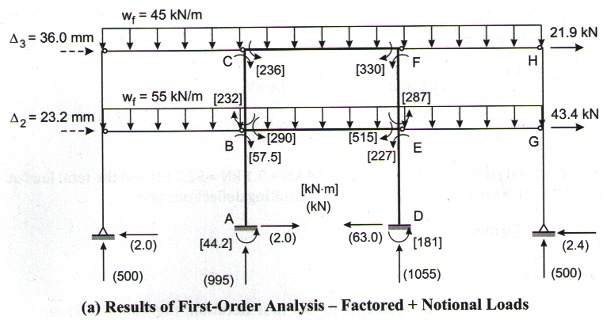 w_f = 45 kN/m
21.9 kN
Δ₃ = 36.0 mm
C
[236]
[330]
F
H
w_f = 55 kN/m
[232]
[287]
43.4 kN
Δ₂ = 23.2 mm
B
[290]
[515]
E
G
[57.5]
[227]
[kN·m]
(kN)
A
D
(2.0)
[44.2]
(2.0)
(63.0)
[181]
(2.4)
(500)
(995)
(1055)
(500)
(a) Results of First-Order Analysis – Factored + Notional Loads